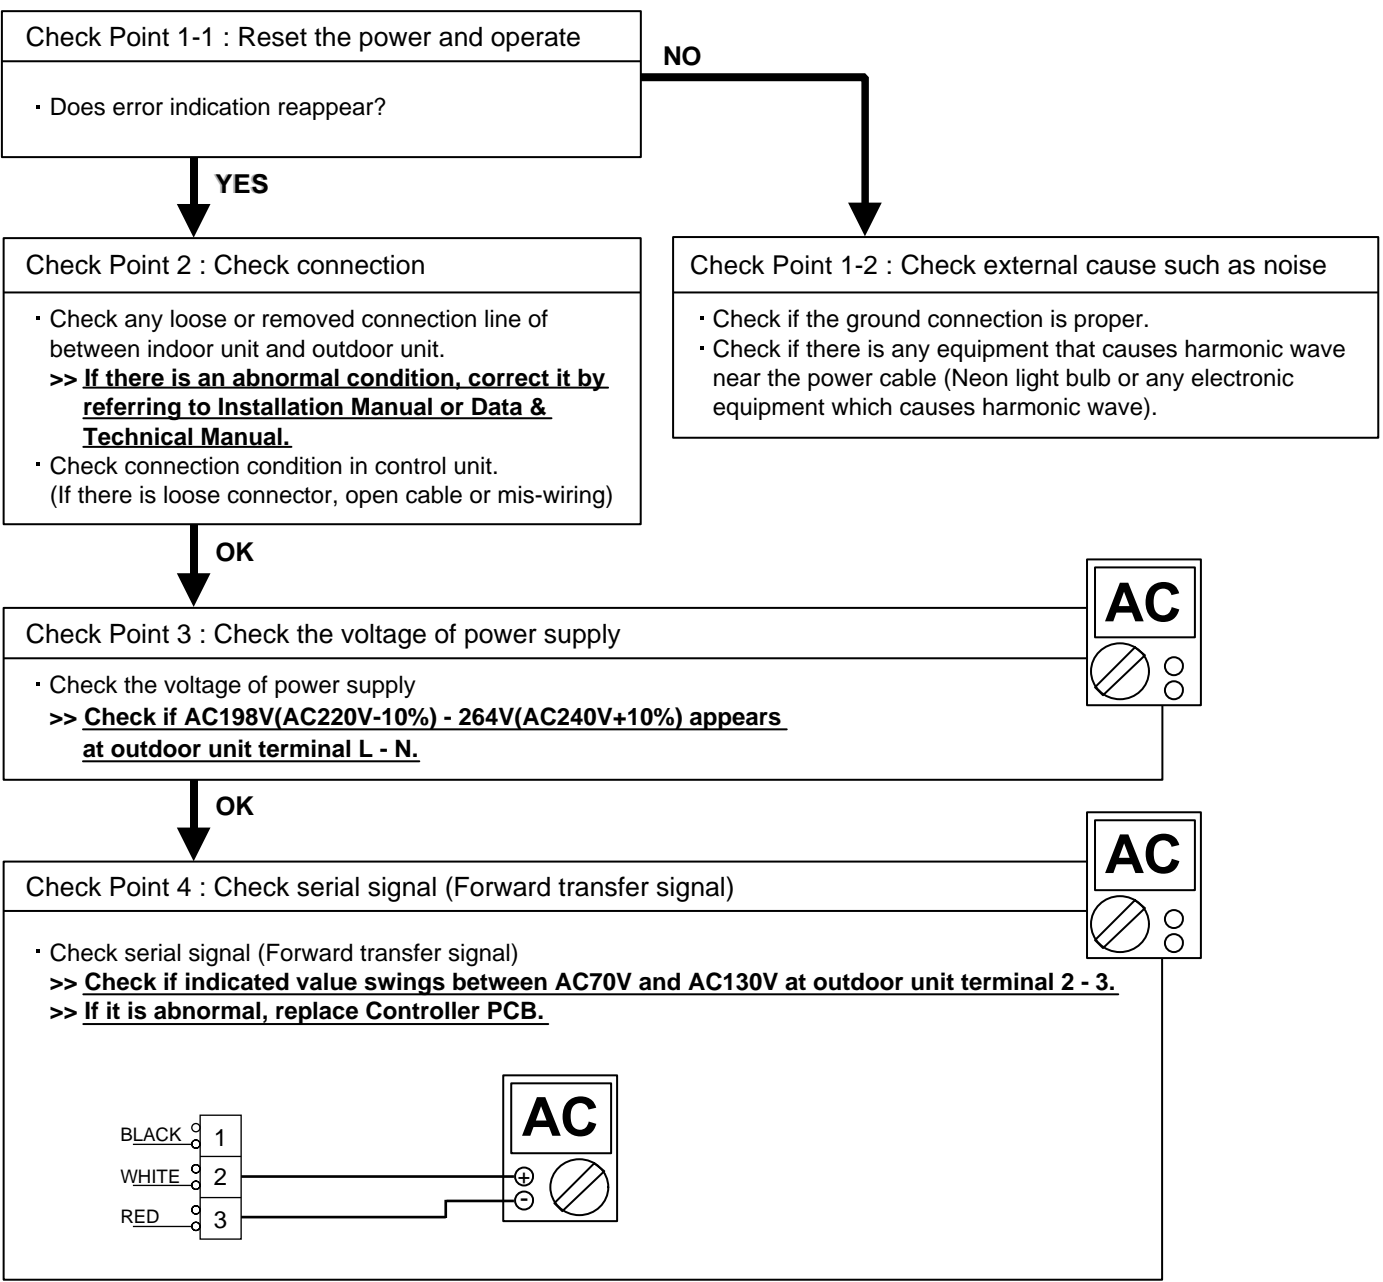 Check Point 1-1 : Reset the power and operate
· Does error indication reappear?
NO
YES
Check Point 2 : Check connection
· Check any loose or removed connection line of
between indoor unit and outdoor unit.
>> If there is an abnormal condition, correct it by
referring to Installation Manual or Data &
Technical Manual.
· Check connection condition in control unit.
(If there is loose connector, open cable or mis-wiring)
Check Point 1-2 : Check external cause such as noise
· Check if the ground connection is proper.
· Check if there is any equipment that causes harmonic wave
near the power cable (Neon light bulb or any electronic
equipment which causes harmonic wave).
OK
Check Point 3 : Check the voltage of power supply
AC
· Check the voltage of power supply
>> Check if AC198V(AC220V-10%) - 264V(AC240V+10%) appears
at outdoor unit terminal L - N.
OK
Check Point 4 : Check serial signal (Forward transfer signal)
AC
· Check serial signal (Forward transfer signal)
>> Check if indicated value swings between AC70V and AC130V at outdoor unit terminal 2 - 3.
>> If it is abnormal, replace Controller PCB.
BLACK 1
WHITE 2
RED 3
AC
+
-